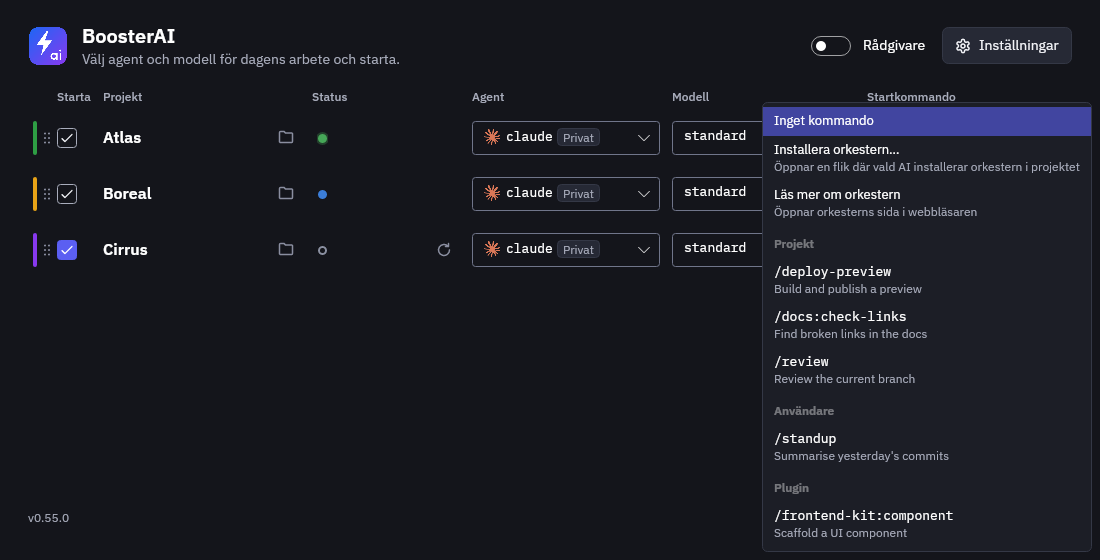 ai
BoosterAI
Välj agent och modell för dagens arbete och starta.
Rådgivare
Inställningar
Starta Projekt Status Agent Modell Startkommando
Atlas claude Privat standard
Boreal claude Privat standard
Cirrus claude Privat standard
Inget kommando
Installera orkestern...
Öppnar en flik där vald AI installerar orkestern i projektet
Läs mer om orkestern
Öppnar orkesterns sida i webbläsaren
Projekt
/deploy-preview
Build and publish a preview
/docs:check-links
Find broken links in the docs
/review
Review the current branch
Användare
/standup
Summarise yesterday's commits
Plugin
/frontend-kit:component
Scaffold a UI component
v0.55.0